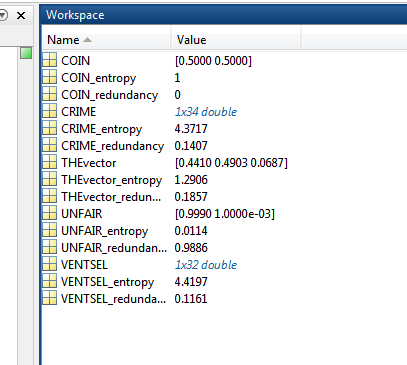 Workspace
Name Value
COIN [0.5000 0.5000]
COIN_entropy 1
COIN_redundancy 0
CRIME 1x34 double
CRIME_entropy 4.3717
CRIME_redundancy 0.1407
THEvector [0.4410 0.4903 0.0687]
THEvector_entropy 1.2906
THEvector_redun... 0.1857
UNFAIR [0.9990 1.0000e-03]
UNFAIR_entropy 0.0114
UNFAIR_redundan... 0.9886
VENTSEL 1x32 double
VENTSEL_entropy 4.4197
VENTSEL_redunda... 0.1161